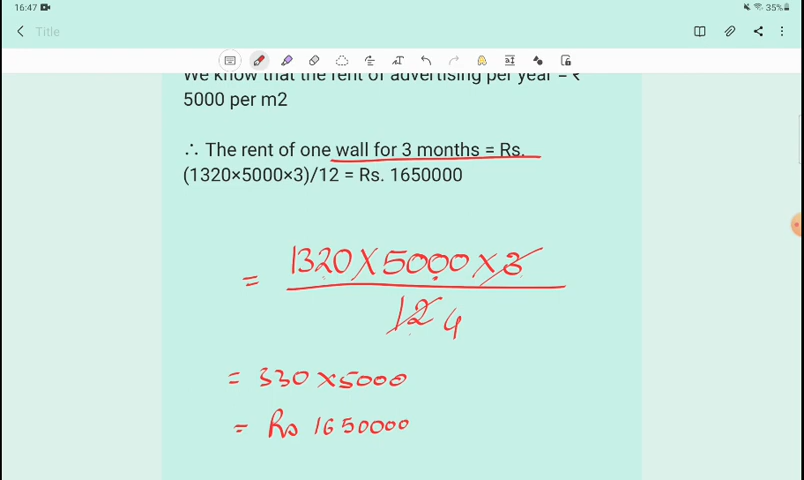 16:47
35%
Title
We know that the rent of advertising per year = ₹
5000 per m2
∴ The rent of one wall for 3 months = Rs.
(1320×5000×3)/12 = Rs. 1650000
= 1320 × 5000 × 3
12 4
= 330 × 5000
= Rs 1650000